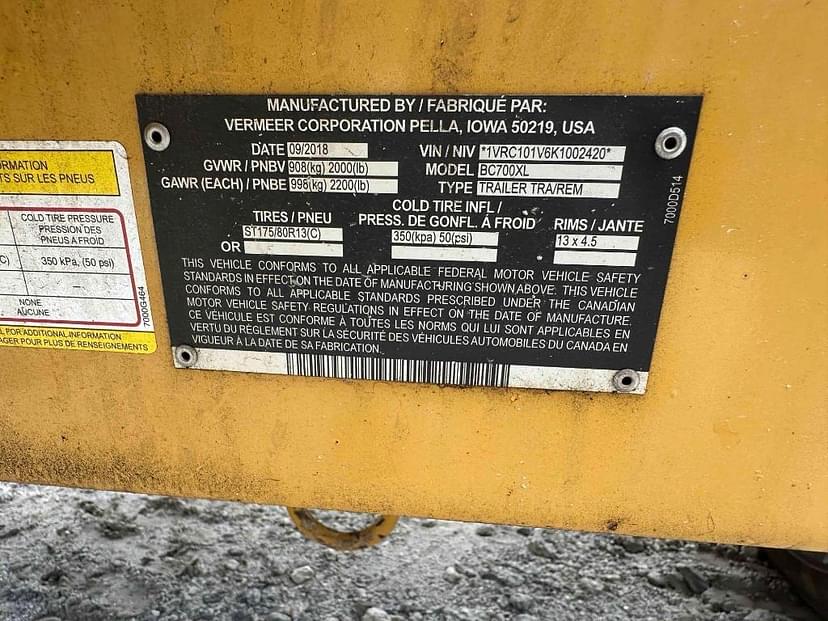 MANUFACTURED BY / FABRIQUÉ PAR:
VERMEER CORPORATION PELLA, IOWA 50219, USA
DATE 09/2018 VIN / NIV *1VRC101V6K1002420*
GVWR / PNBV 908(kg) 2000(lb) MODEL BC700XL
GAWR (EACH) / PNBE 998(kg) 2200(lb) TYPE TRAILER TRA/REM
COLD TIRE INFL /
TIRES / PNEU PRESS. DE GONFL. À FROID RIMS / JANTE
ST175/80R13(C) 350(kpa) 50(psi) 13 x 4.5
OR
THIS VEHICLE CONFORMS TO ALL APPLICABLE FEDERAL MOTOR VEHICLE SAFETY
STANDARDS IN EFFECT ON THE DATE OF MANUFACTURING SHOWN ABOVE. THIS VEHICLE
CONFORMS TO ALL APPLICABLE STANDARDS PRESCRIBED UNDER THE CANADIAN
MOTOR VEHICLE SAFETY REGULATIONS IN EFFECT ON THE DATE OF MANUFACTURE.
CE VÉHICULE EST CONFORME À TOUTES LES NORMS QUI LUI SONT APPLICABLES EN
VERTU DU RÈGLEMENT SUR LA SÉCURITÉ DES VÉHICULES AUTOMOBILES DU CANADA EN
VIGUEUR À LA DATE DE SA FABRICATION.
7000D514
RMATION
TS SUR LES PNEUS
COLD TIRE PRESSURE
PRESSION DES
PNEUS A FROID
C) 350 kPa, (50 psi)
–
NONE
AUCUNE
7000G464
L FOR ADDITIONAL INFORMATION
AGER POUR PLUS DE RENSEIGNEMENTS